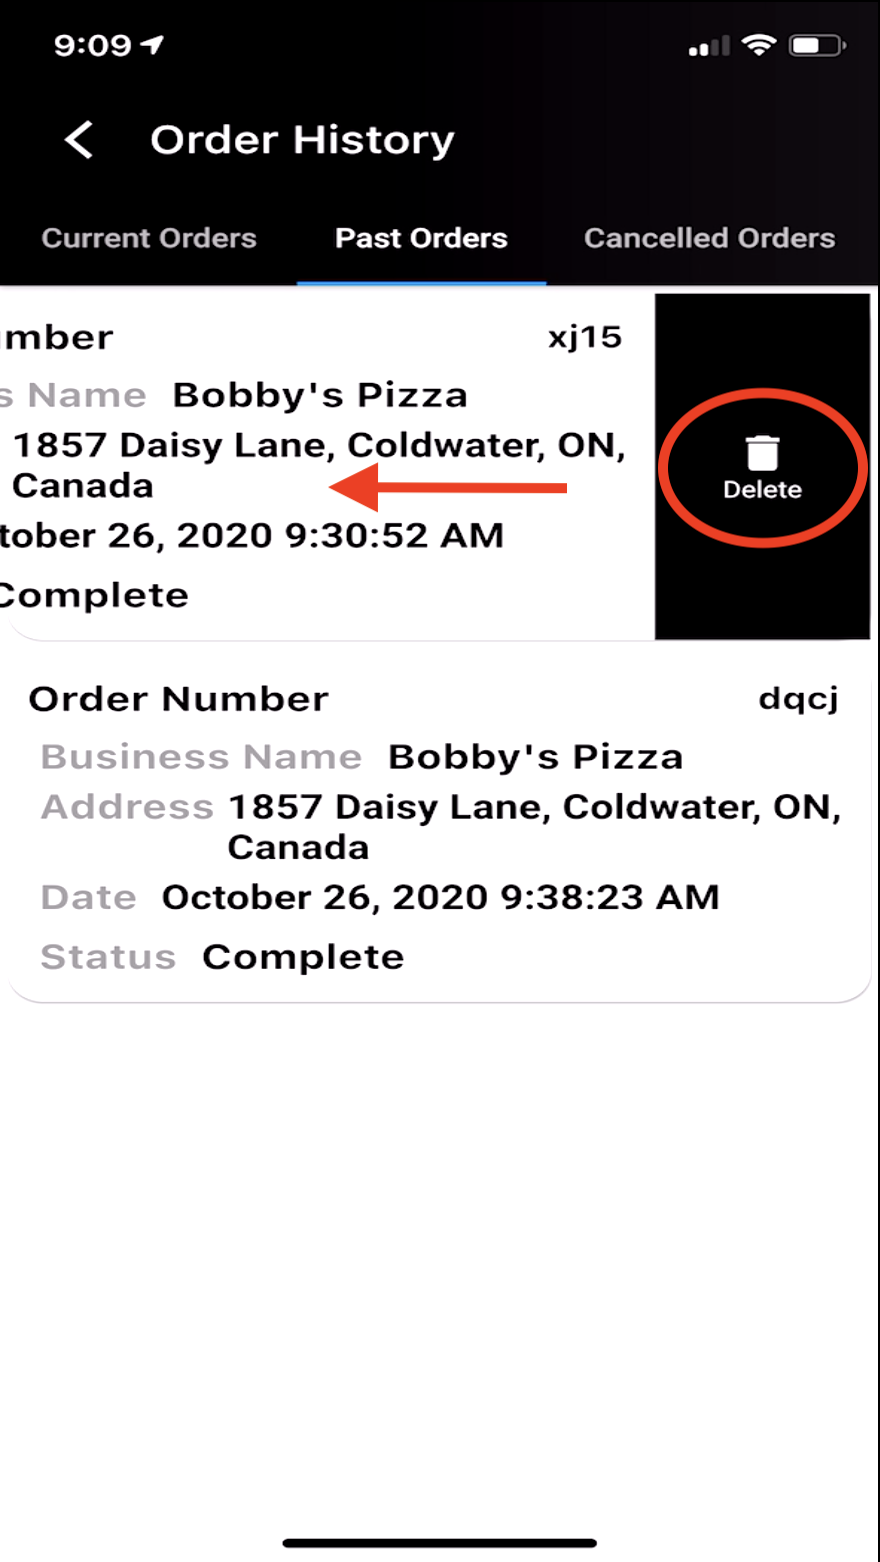 9:09
Order History
Current Orders Past Orders Cancelled Orders
mber xj15
s Name Bobby's Pizza
1857 Daisy Lane, Coldwater, ON,
Canada
Delete
tober 26, 2020 9:30:52 AM
Complete
Order Number dqcj
Business Name Bobby's Pizza
Address 1857 Daisy Lane, Coldwater, ON,
Canada
Date October 26, 2020 9:38:23 AM
Status Complete